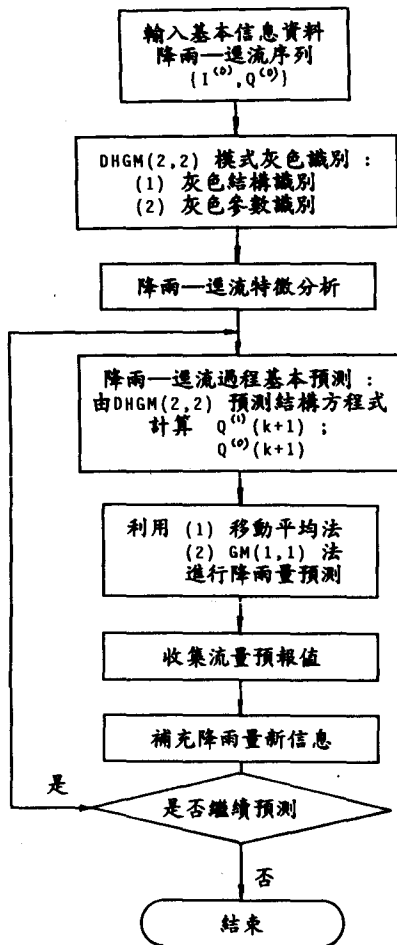 輸入基本信息資料
降雨—逕流序列
{I^(0),Q^(0)}
DHGM(2,2) 模式灰色識別：
(1) 灰色結構識別
(2) 灰色參數識別
降雨—逕流特徵分析
降雨—逕流過程基本預測：
由DHGM(2,2) 預測結構方程式
計算 Q^(1)(k+1)；
Q^(0)(k+1)
利用 (1) 移動平均法
(2) GM(1,1) 法
進行降雨量預測
收集流量預報值
補充降雨量新信息
是
是否繼續預測
否
結束